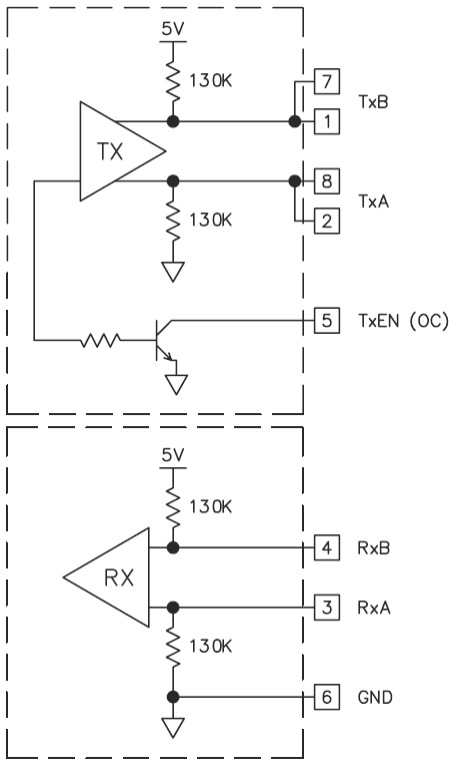 5V
130K
7
TxB
1
TX
8
TxA
130K
2
5
TxEN (OC)
5V
130K
4
RxB
RX
3
RxA
130K
6
GND